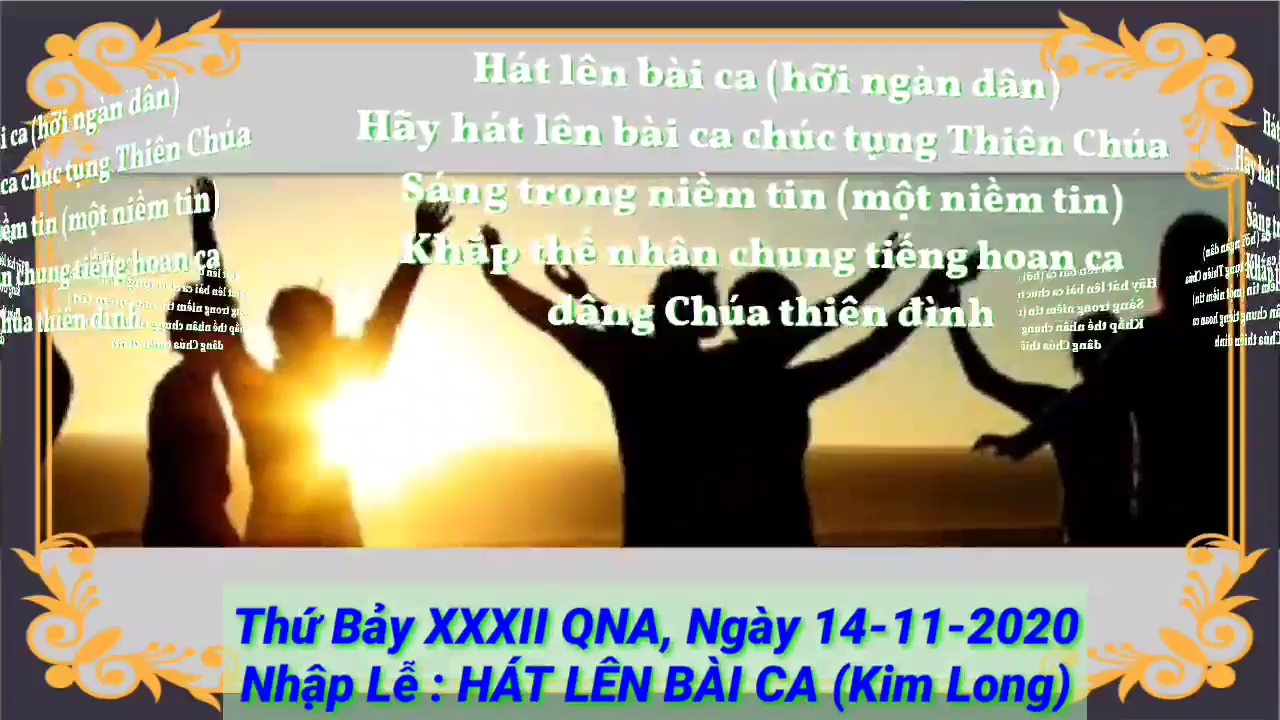 Hát lên bài ca (hỡi ngàn dân)
Hãy hát lên bài ca chúc tụng Thiên Chúa
Sáng trong niềm tin (một niềm tin)
Khắp thế nhân chung tiếng hoan ca
dâng Chúa thiên đình
Thứ Bảy XXXII QNA, Ngày 14-11-2020
Nhập Lễ : HÁT LÊN BÀI CA (Kim Long)